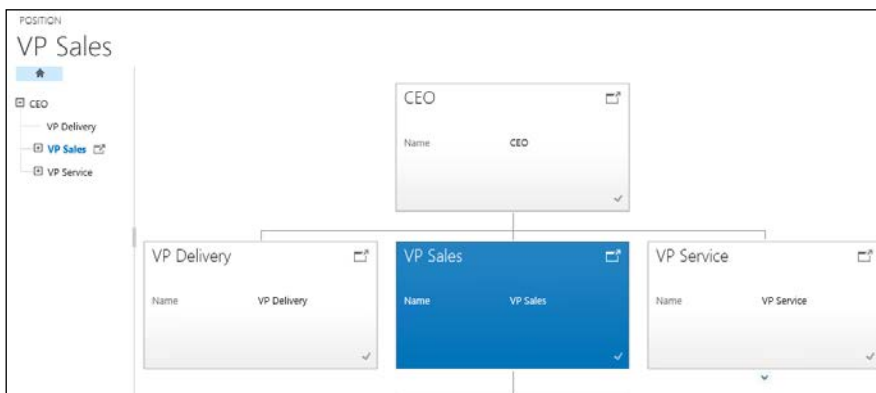 POSITION
VP Sales
CEO
VP Delivery
VP Sales
VP Service
CEO
Name CEO
VP Delivery
Name VP Delivery
VP Sales
Name VP Sales
VP Service
Name VP Service